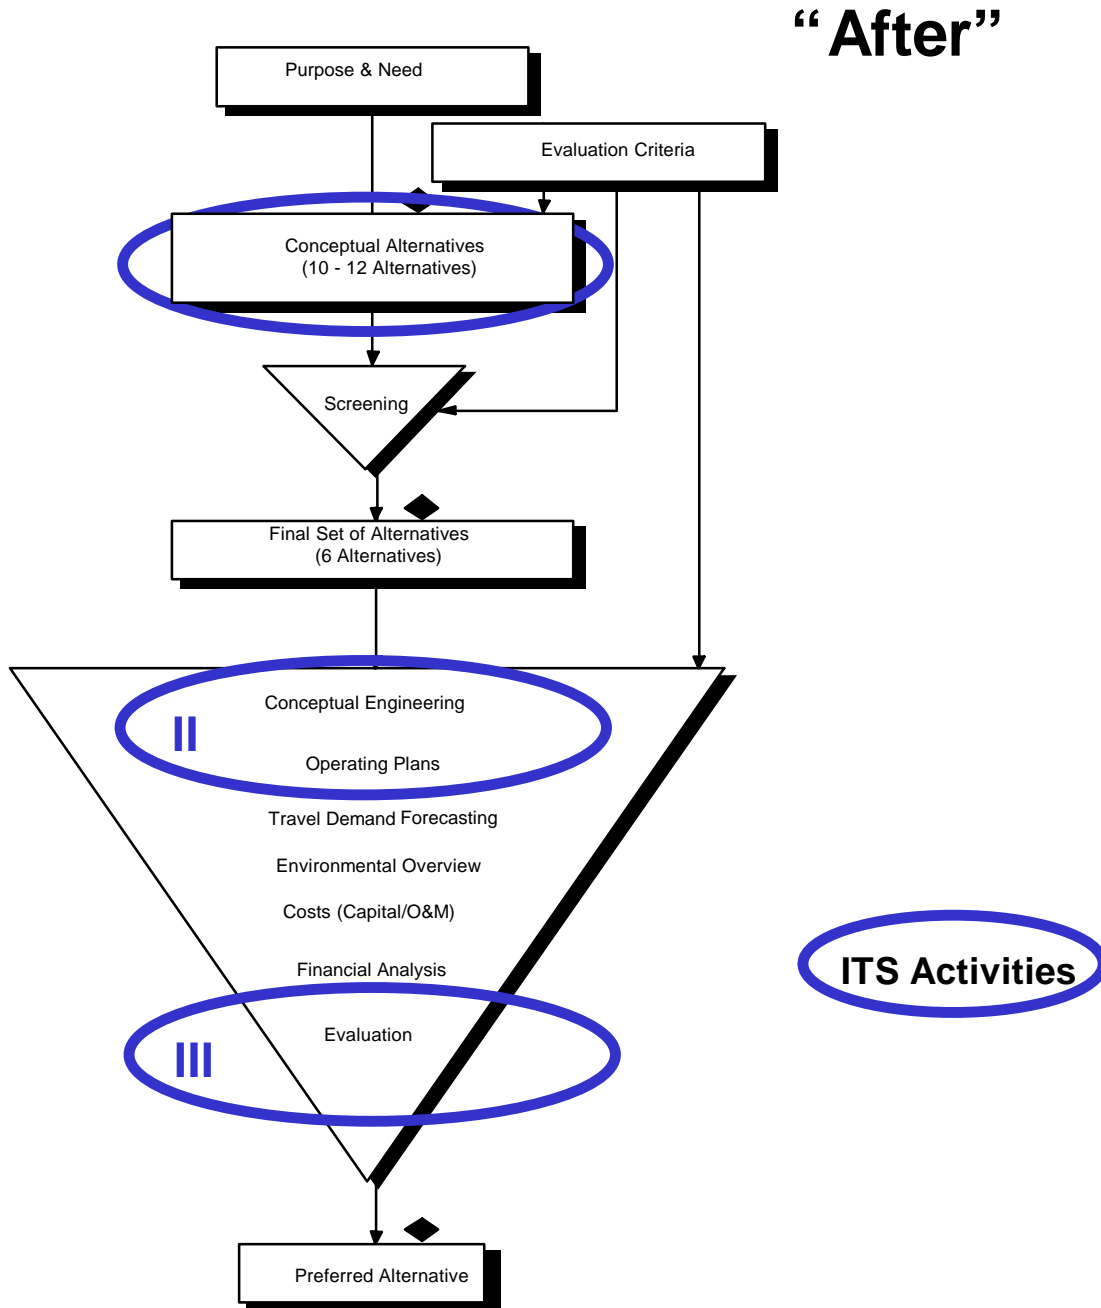 “After”
Purpose & Need
Evaluation Criteria
Conceptual Alternatives
(10 - 12 Alternatives)
Screening
Final Set of Alternatives
(6 Alternatives)
Conceptual Engineering
II
Operating Plans
Travel Demand Forecasting
Environmental Overview
Costs (Capital/O&M)
ITS Activities
Financial Analysis
Evaluation
III
Preferred Alternative